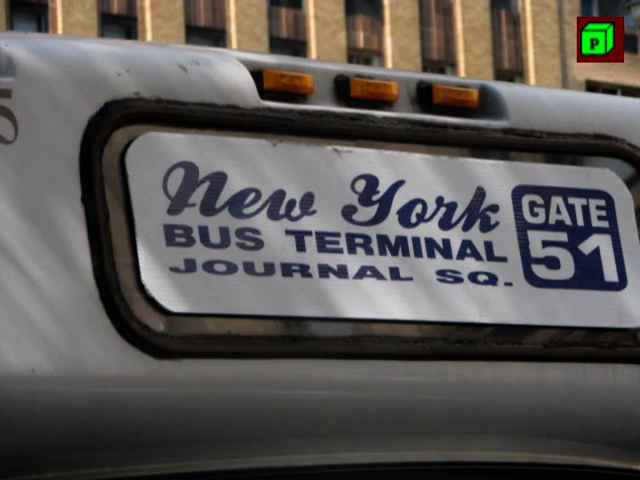 New York
BUS TERMINAL
JOURNAL SQ.
GATE
51
P